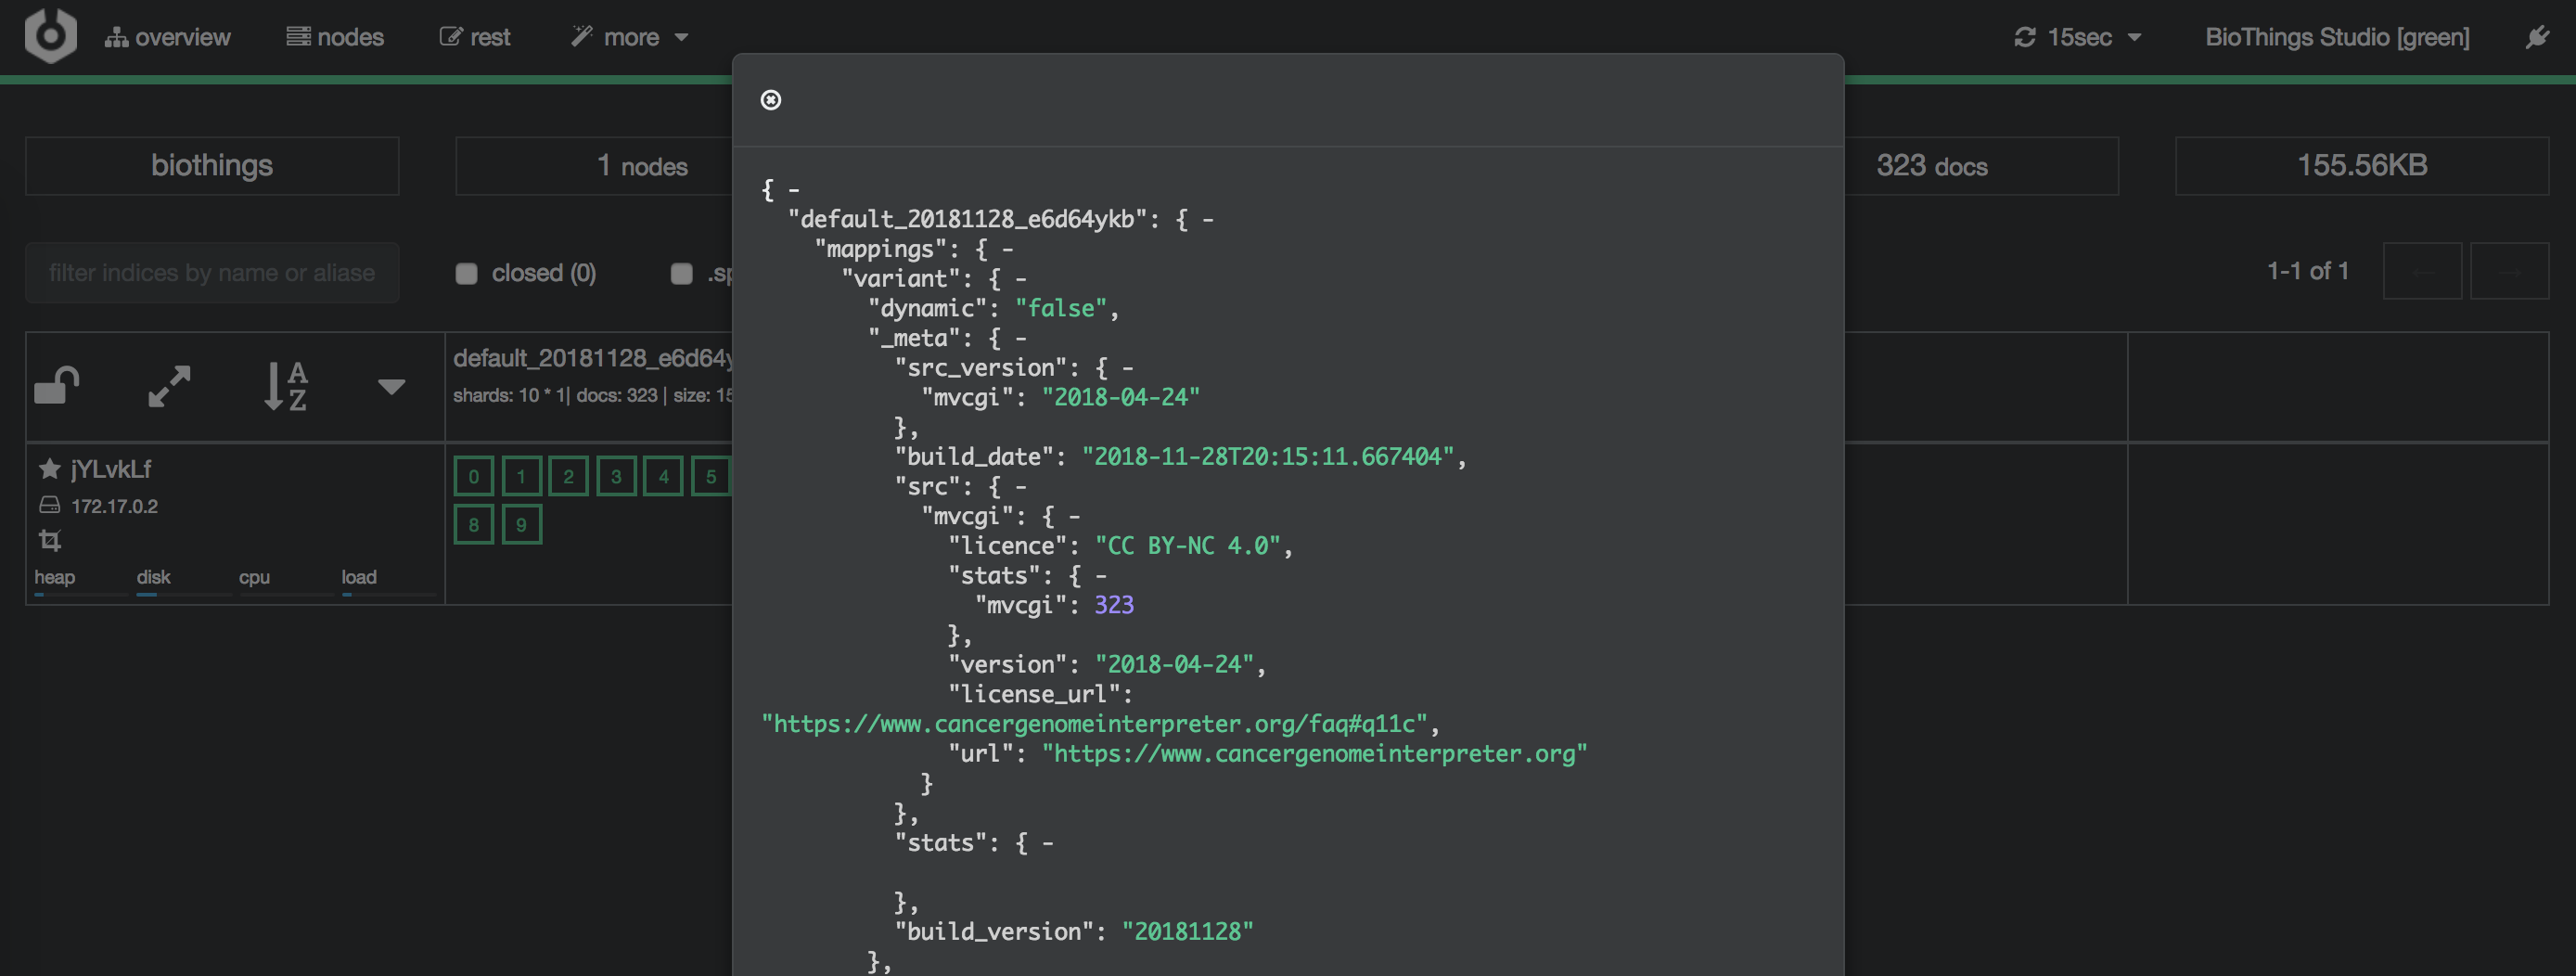 overview nodes rest more 15sec BioThings Studio [green]
biothings 1 nodes 323 docs 155.56KB
filter indices by name or aliase closed (0) .sp 1-1 of 1
default_20181128_e6d64y
shards: 10 * 1| docs: 323 | size: 15
jYLvkLf
172.17.0.2
heap disk cpu load
0 1 2 3 4 5
8 9
{ -
"default_20181128_e6d64ykb": { -
"mappings": { -
"variant": { -
"dynamic": "false",
"_meta": { -
"src_version": { -
"mvcgi": "2018-04-24"
},
"build_date": "2018-11-28T20:15:11.667404",
"src": { -
"mvcgi": { -
"licence": "CC BY-NC 4.0",
"stats": { -
"mvcgi": 323
},
"version": "2018-04-24",
"license_url":
"https://www.cancergenomeinterpreter.org/faq#q11c",
"url": "https://www.cancergenomeinterpreter.org"
}
},
"stats": { -
},
"build_version": "20181128"
},